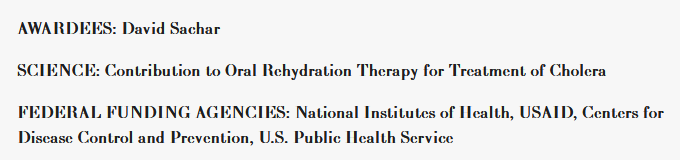 AWARDEES: David Sachar
SCIENCE: Contribution to Oral Rehydration Therapy for Treatment of Cholera
FEDERAL FUNDING AGENCIES: National Institutes of Health, USAID, Centers for
Disease Control and Prevention, U.S. Public Health Service